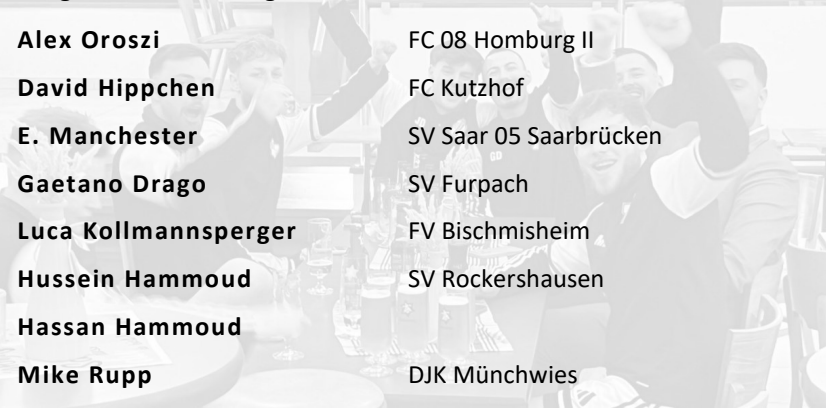 Alex Oroszi FC 08 Homburg II
David Hippchen FC Kutzhof
E. Manchester SV Saar 05 Saarbrücken
Gaetano Drago SV Furpach
Luca Kollmannsperger FV Bischmisheim
Hussein Hammoud SV Rockershausen
Hassan Hammoud
Mike Rupp DJK Münchwies